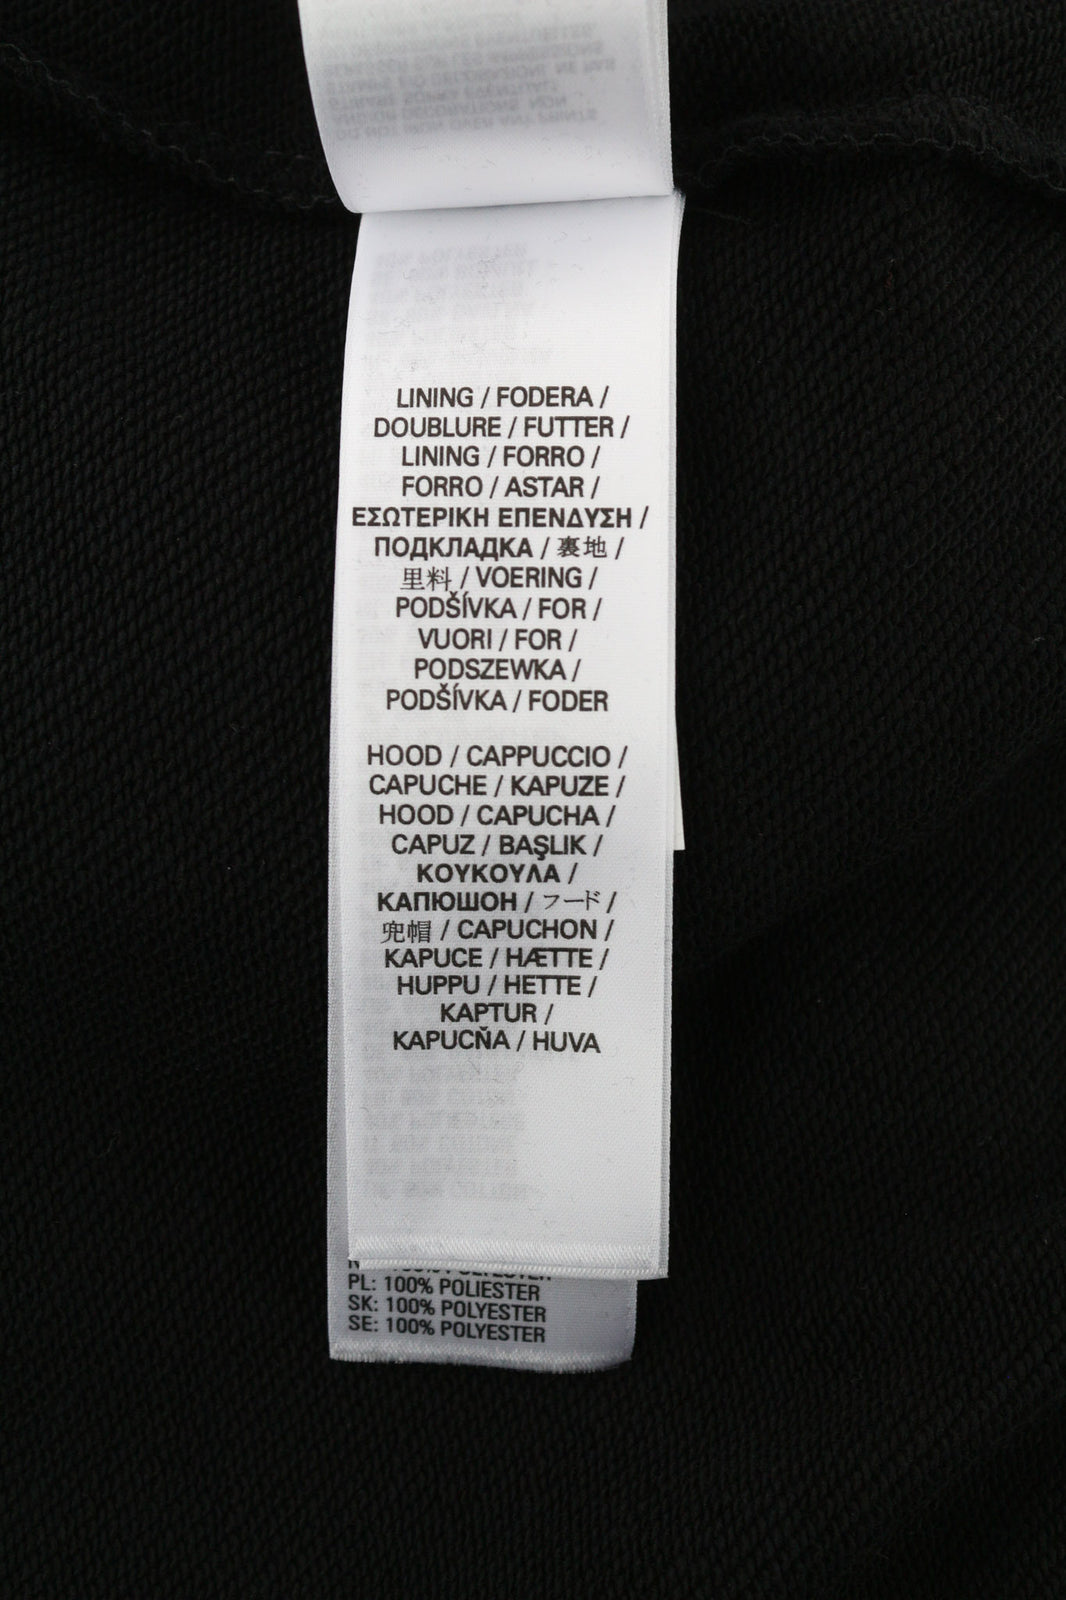 LINING / FODERA /
DOUBLURE / FUTTER /
LINING / FORRO /
FORRO / ASTAR /
ΕΣΩΤΕΡΙΚΗ ΕΠΕΝΔΥΣΗ /
ПОДКЛАДКА / 裏地 /
里料 / VOERING /
PODŠÍVKA / FOR /
VUORI / FOR /
PODSZEWKA /
PODŠÍVKA / FODER
HOOD / CAPPUCCIO /
CAPUCHE / KAPUZE /
HOOD / CAPUCHA /
CAPUZ / BAŞLIK /
ΚΟΥΚΟΥΛΑ /
КАПЮШОН / フード /
兜帽 / CAPUCHON /
KAPUCE / HÆTTE /
HUPPU / HETTE /
KAPTUR /
KAPUCŇA / HUVA
100% POLYESTER
PL: 100% POLIESTER
SK: 100% POLYESTER
SE: 100% POLYESTER